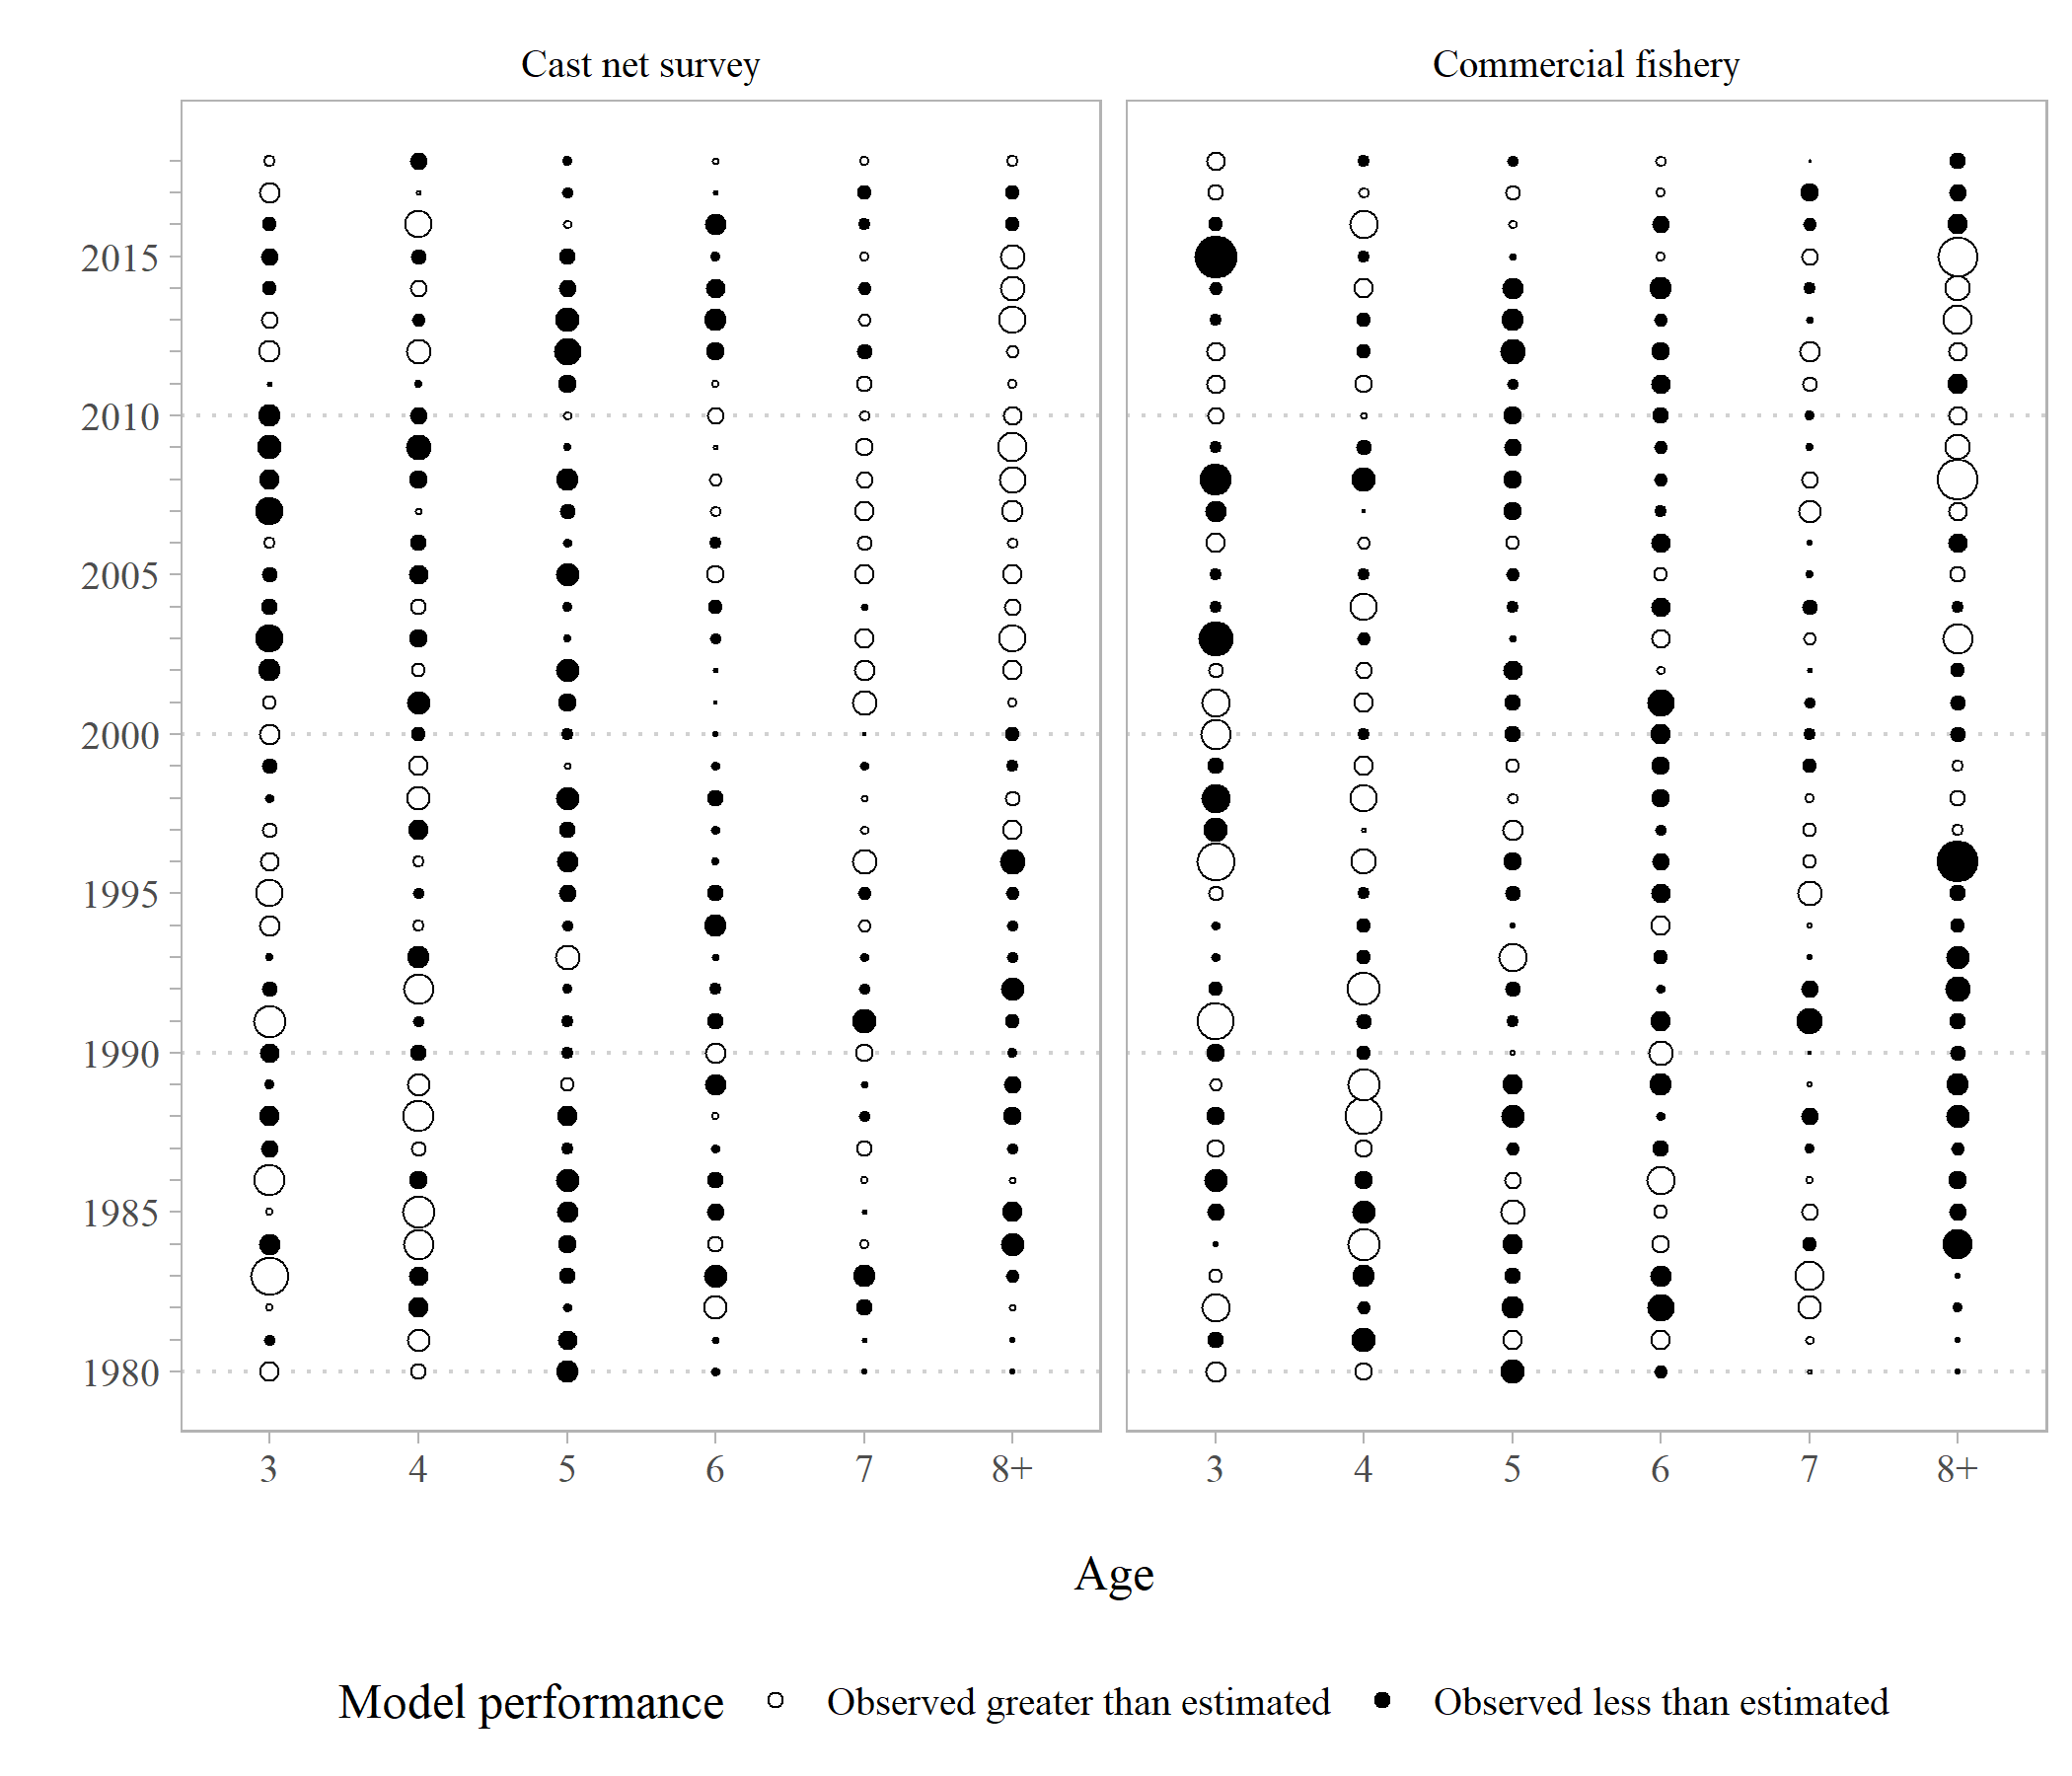 Cast net survey Commercial fishery
2015
2010
2005
2000
1995
1990
1985
1980
3 4 5 6 7 8+ 3 4 5 6 7 8+
Age
Model performance Observed greater than estimated Observed less than estimated